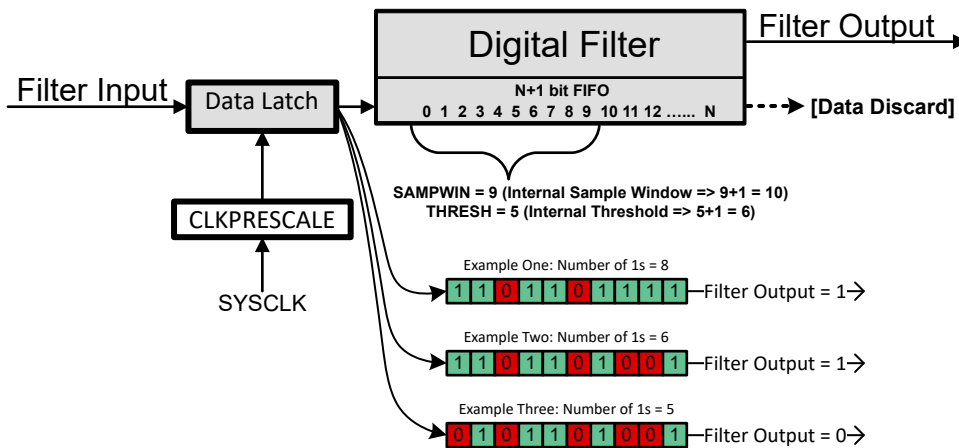 Filter Output
Digital Filter
Filter Input
Data Latch
N+1 bit FIFO
0 1 2 3 4 5 6 7 8 9 10 11 12 ...... N
[Data Discard]
SAMPWIN = 9 (Internal Sample Window => 9+1 = 10)
THRESH = 5 (Internal Threshold => 5+1 = 6)
CLKPRESCALE
SYSCLK
Example One: Number of 1s = 8
1 1 0 1 1 0 1 1 1 1
Filter Output = 1
Example Two: Number of 1s = 6
1 1 0 1 1 0 1 0 0 1
Filter Output = 1
Example Three: Number of 1s = 5
0 1 0 1 1 0 1 0 0 1
Filter Output = 0